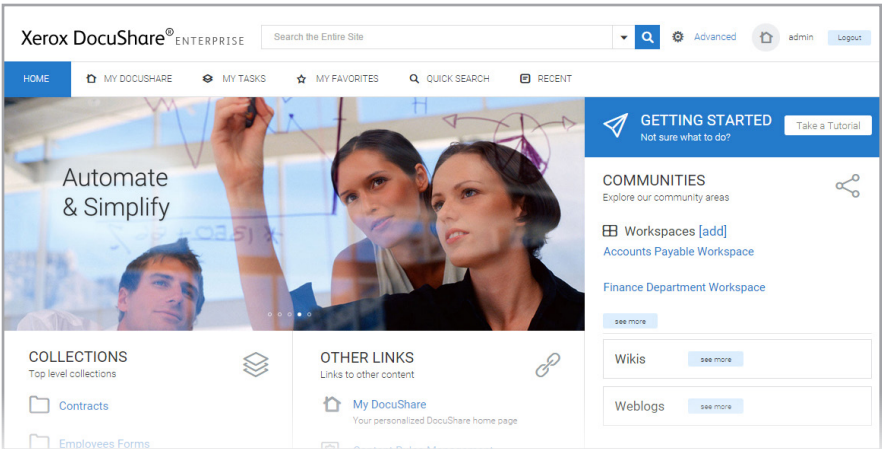 Xerox DocuShare® ENTERPRISE
Search the Entire Site
Advanced
admin
Logout
HOME
MY DOCUSHARE
MY TASKS
MY FAVORITES
QUICK SEARCH
RECENT
Automate
& Simplify
GETTING STARTED
Not sure what to do?
Take a Tutorial
COMMUNITIES
Explore our community areas
Workspaces [add]
Accounts Payable Workspace
Finance Department Workspace
see more
Wikis
see more
Weblogs
see more
COLLECTIONS
Top level collections
Contracts
Employees Forms
OTHER LINKS
Links to other content
My DocuShare
Your personalized DocuShare home page